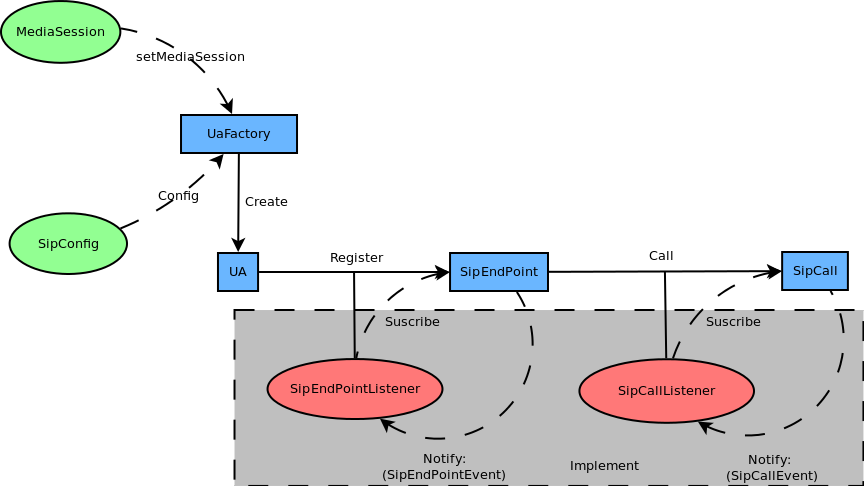 MediaSession
setMediaSession
UaFactory
Config
Create
SipConfig
Register
Call
UA
SipEndPoint
SipCall
Suscribe
Suscribe
SipEndPointListener
SipCallListener
Notify:
(SipEndPointEvent)
Implement
Notify:
(SipCallEvent)